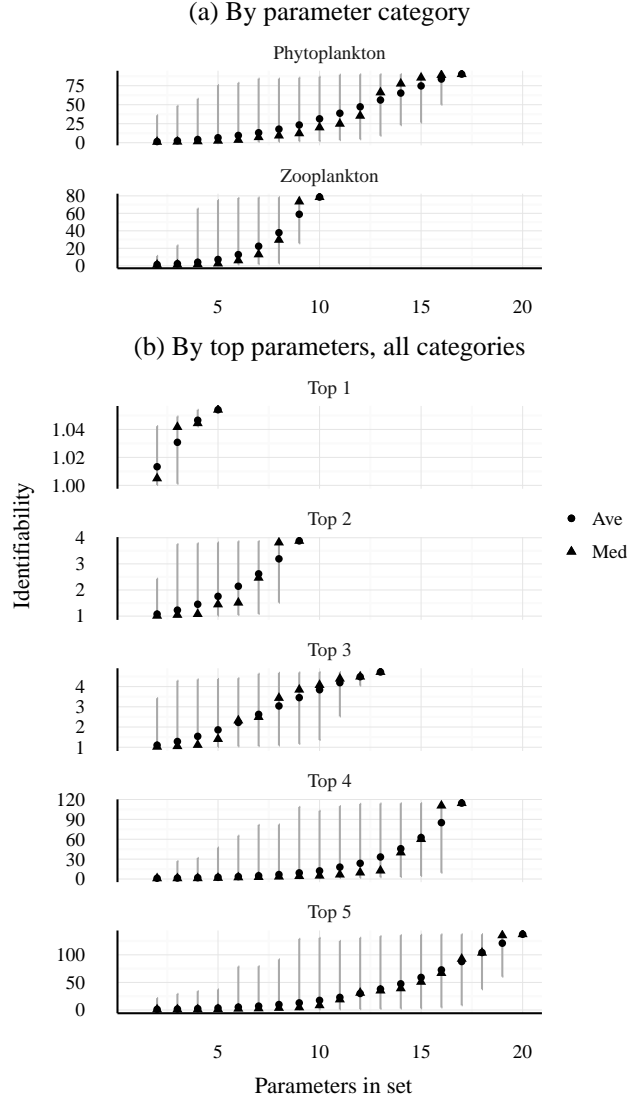 (a) By parameter category
Phytoplankton
75
50
25
0
Zooplankton
80
60
40
20
0
5 10 15 20
(b) By top parameters, all categories
Top 1
1.04
1.02
1.00
Top 2
4
3
2
1
Top 3
4
3
2
1
Top 4
120
90
60
30
0
Top 5
100
50
0
5 10 15 20
Parameters in set
Identifiability
Ave
Med